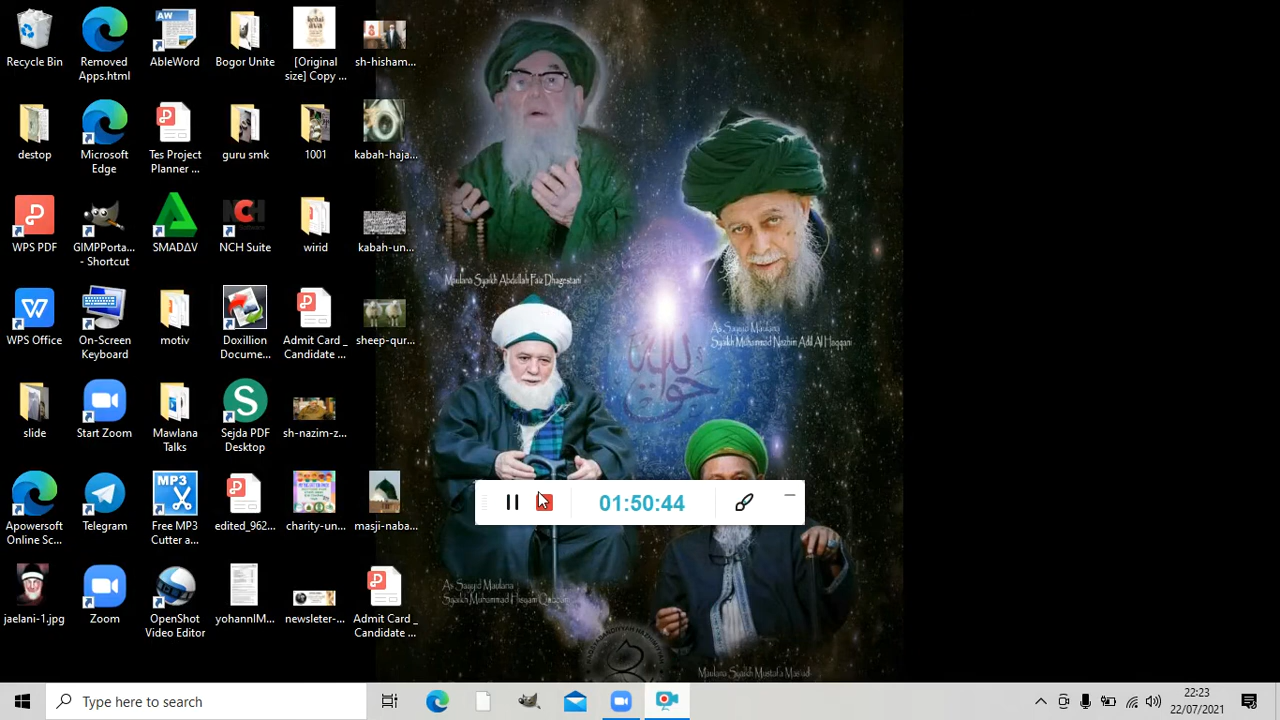 Recycle Bin
Removed Apps.html
AbleWord
Bogor Unite
[Original size] Copy ...
sh-hisham...
destop
Microsoft Edge
Tes Project Planner ...
guru smk
1001
kabah-haja...
WPS PDF
GIMPPorta... - Shortcut
SMADΔV
NCH Suite
wirid
kabah-un...
WPS Office
On-Screen Keyboard
motiv
Doxillion Docume...
Admit Card _ Candidate ...
sheep-qur...
slide
Start Zoom
Mawlana Talks
Sejda PDF Desktop
sh-nazim-z...
Apowersoft Online Sc...
Telegram
MP3
Free MP3 Cutter a...
edited_962...
charity-un...
masji-naba...
jaelani-1.jpg
Zoom
OpenShot Video Editor
yohannIM...
newsleter-...
Admit Card _ Candidate ...
Maulana Syaikh Abdullah Faiz Dhagestani
As Sayyid Maulana
Syaikh Muhammad Nazhim Adil Al Haqqani
01:50:44
As Sayyid Maulana
Syaikh Muhammad Hisyam
Maulana Syaikh Mustafa Mas'adi
Type here to search
22:23
22/07/2021